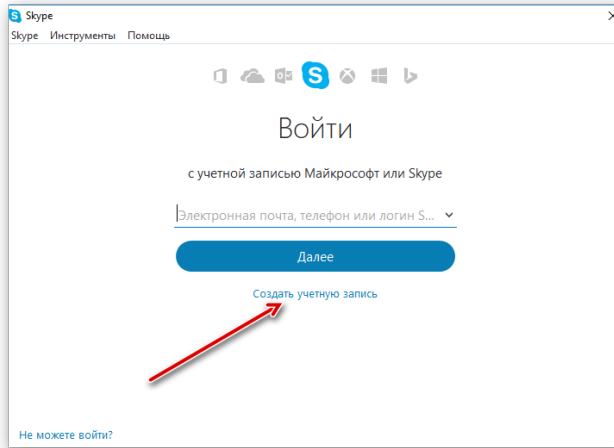 Skype
Skype Инструменты Помощь
Войти
с учетной записью Майкрософт или Skype
Электронная почта, телефон или логин S...
Далее
Создать учетную запись
Не можете войти?